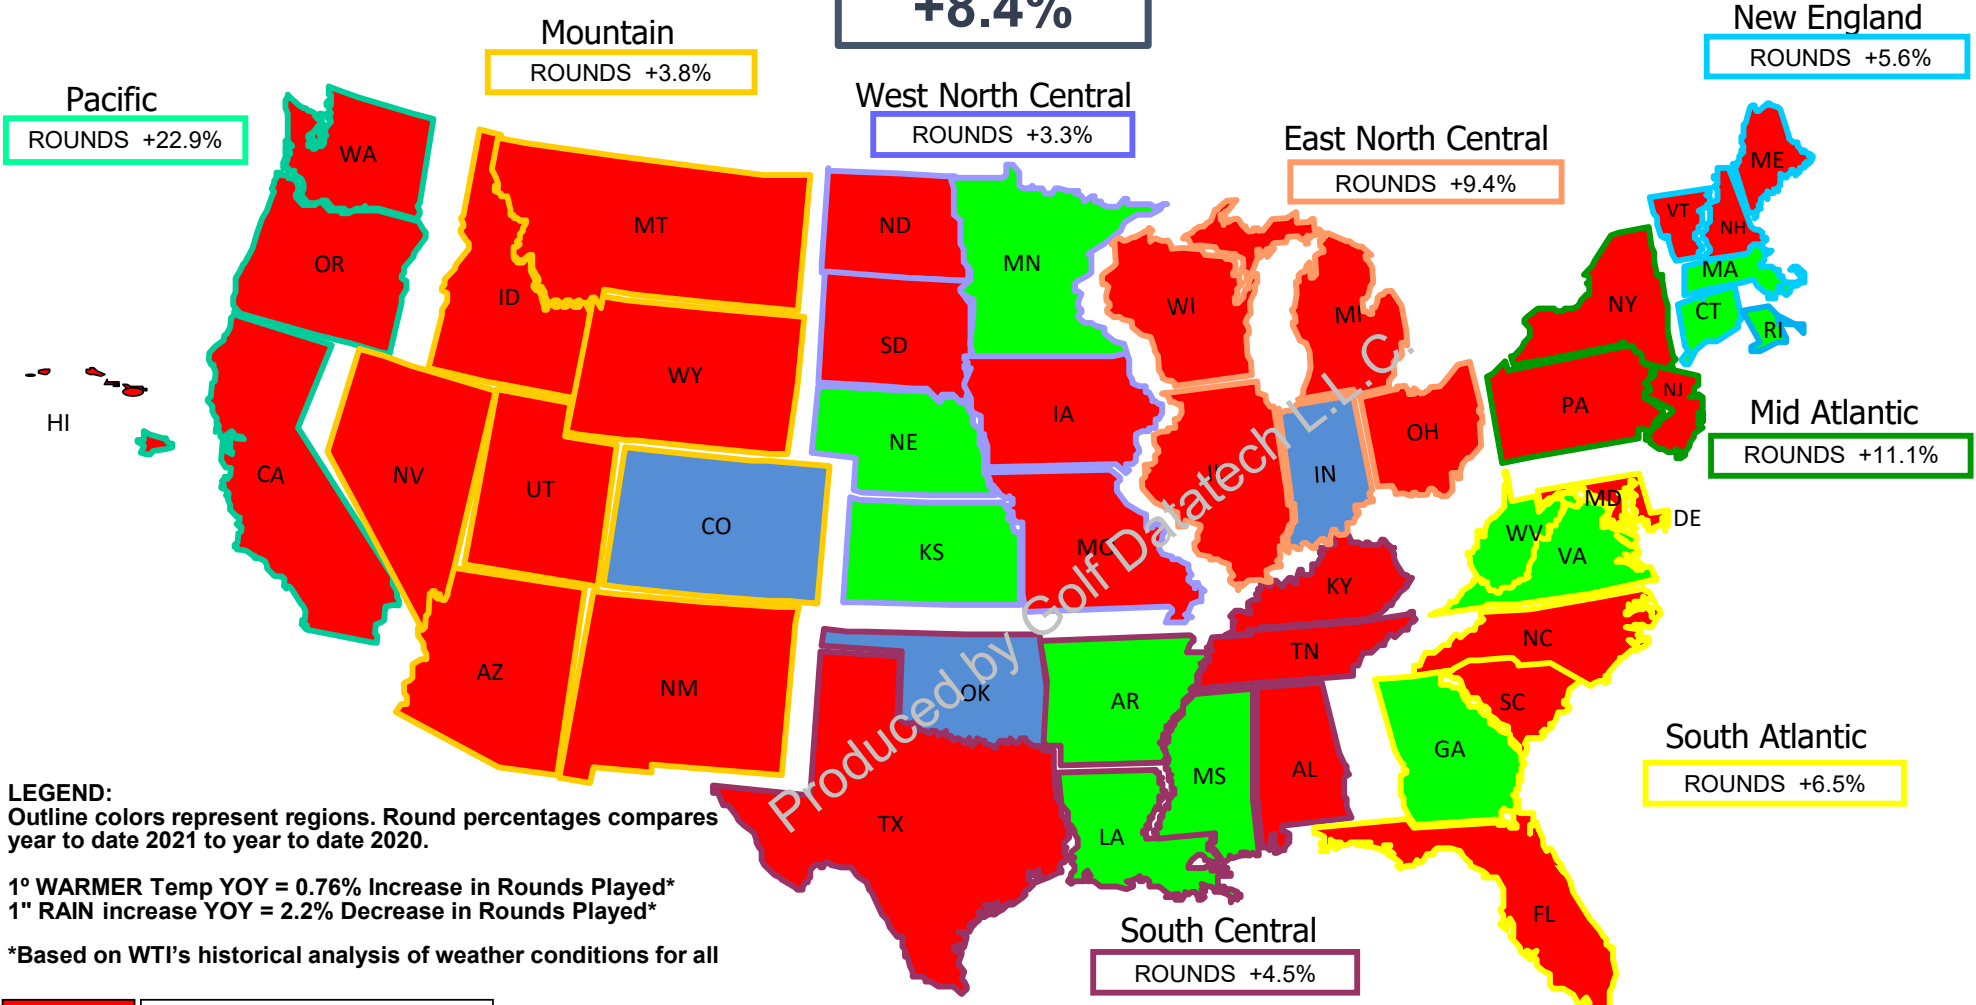 +8.4%
New England
ROUNDS +5.6%
Mountain
ROUNDS +3.8%
Pacific
ROUNDS +22.9%
West North Central
ROUNDS +3.3%
East North Central
ROUNDS +9.4%
Mid Atlantic
ROUNDS +11.1%
South Atlantic
ROUNDS +6.5%
South Central
ROUNDS +4.5%
WA
OR
CA
HI
MT
ID
WY
NV
UT
CO
AZ
NM
ND
MN
SD
IA
NE
KS
MO
WI
MI
IL
IN
OH
KY
TN
OK
AR
TX
LA
MS
AL
ME
VT
NH
MA
CT
RI
NY
PA
NJ
MD
DE
WV
VA
NC
SC
GA
FL
Produced by Golf Datatech L.L.C.
LEGEND:
Outline colors represent regions. Round percentages compares
year to date 2021 to year to date 2020.
1º WARMER Temp YOY = 0.76% Increase in Rounds Played*
1" RAIN increase YOY = 2.2% Decrease in Rounds Played*
*Based on WTI’s historical analysis of weather conditions for all